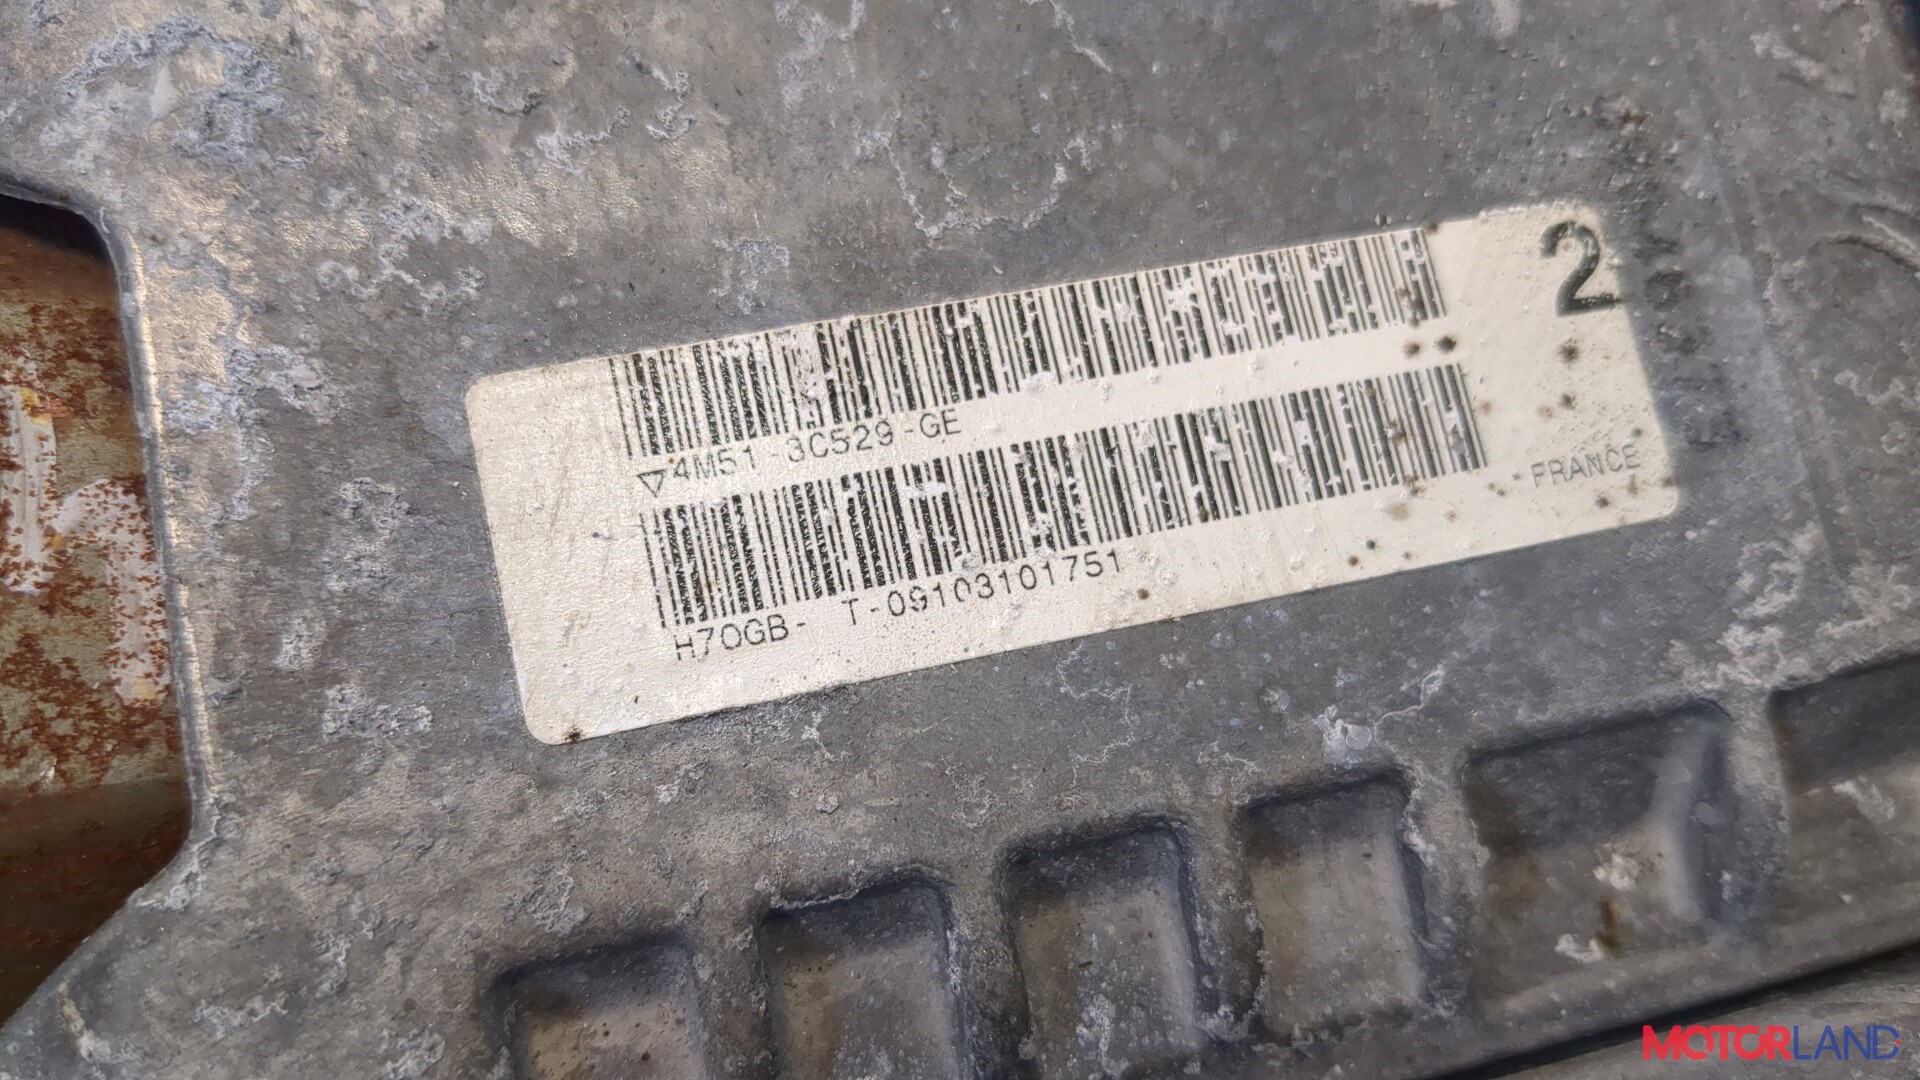 2
▽4M51-3C529-GE
-FRANCE
H70GB- T-09103101751
MOTORLAND